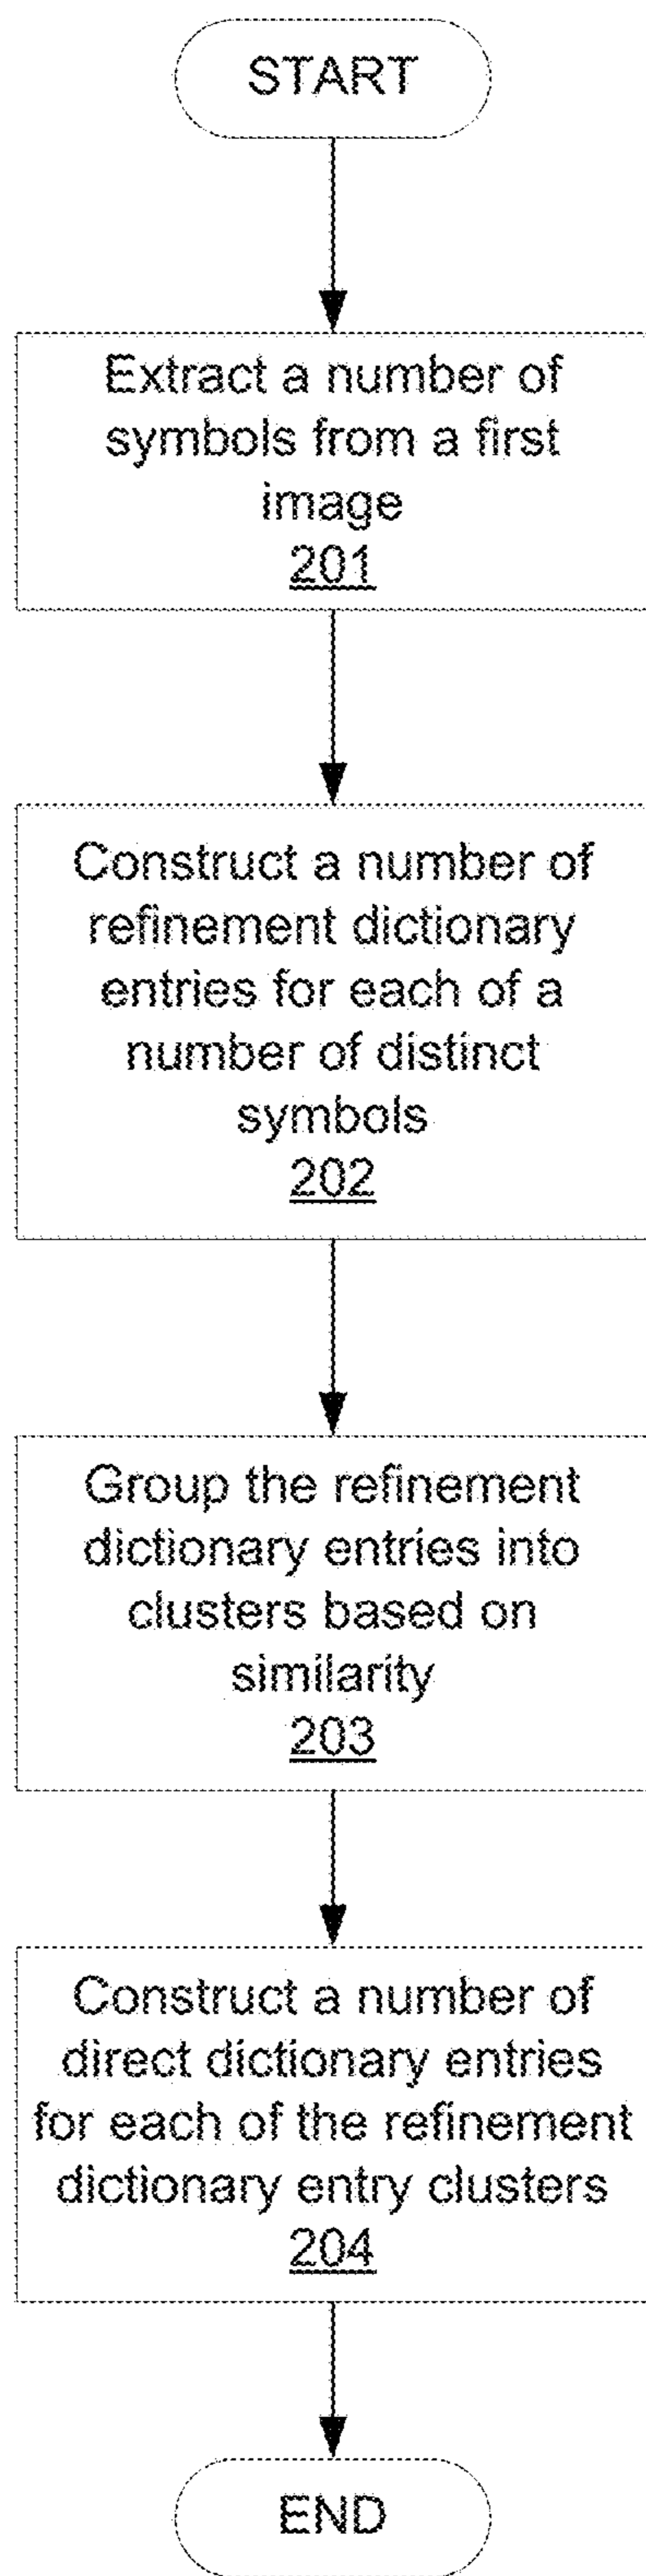 START
Extract a number of
symbols from a first
image
201
Construct a number of
refinement dictionary
entries for each of a
number of distinct
symbols
202
Group the refinement
dictionary entries into
clusters based on
similarity
203
Construct a number of
direct dictionary entries
for each of the refinement
dictionary entry clusters
204
END